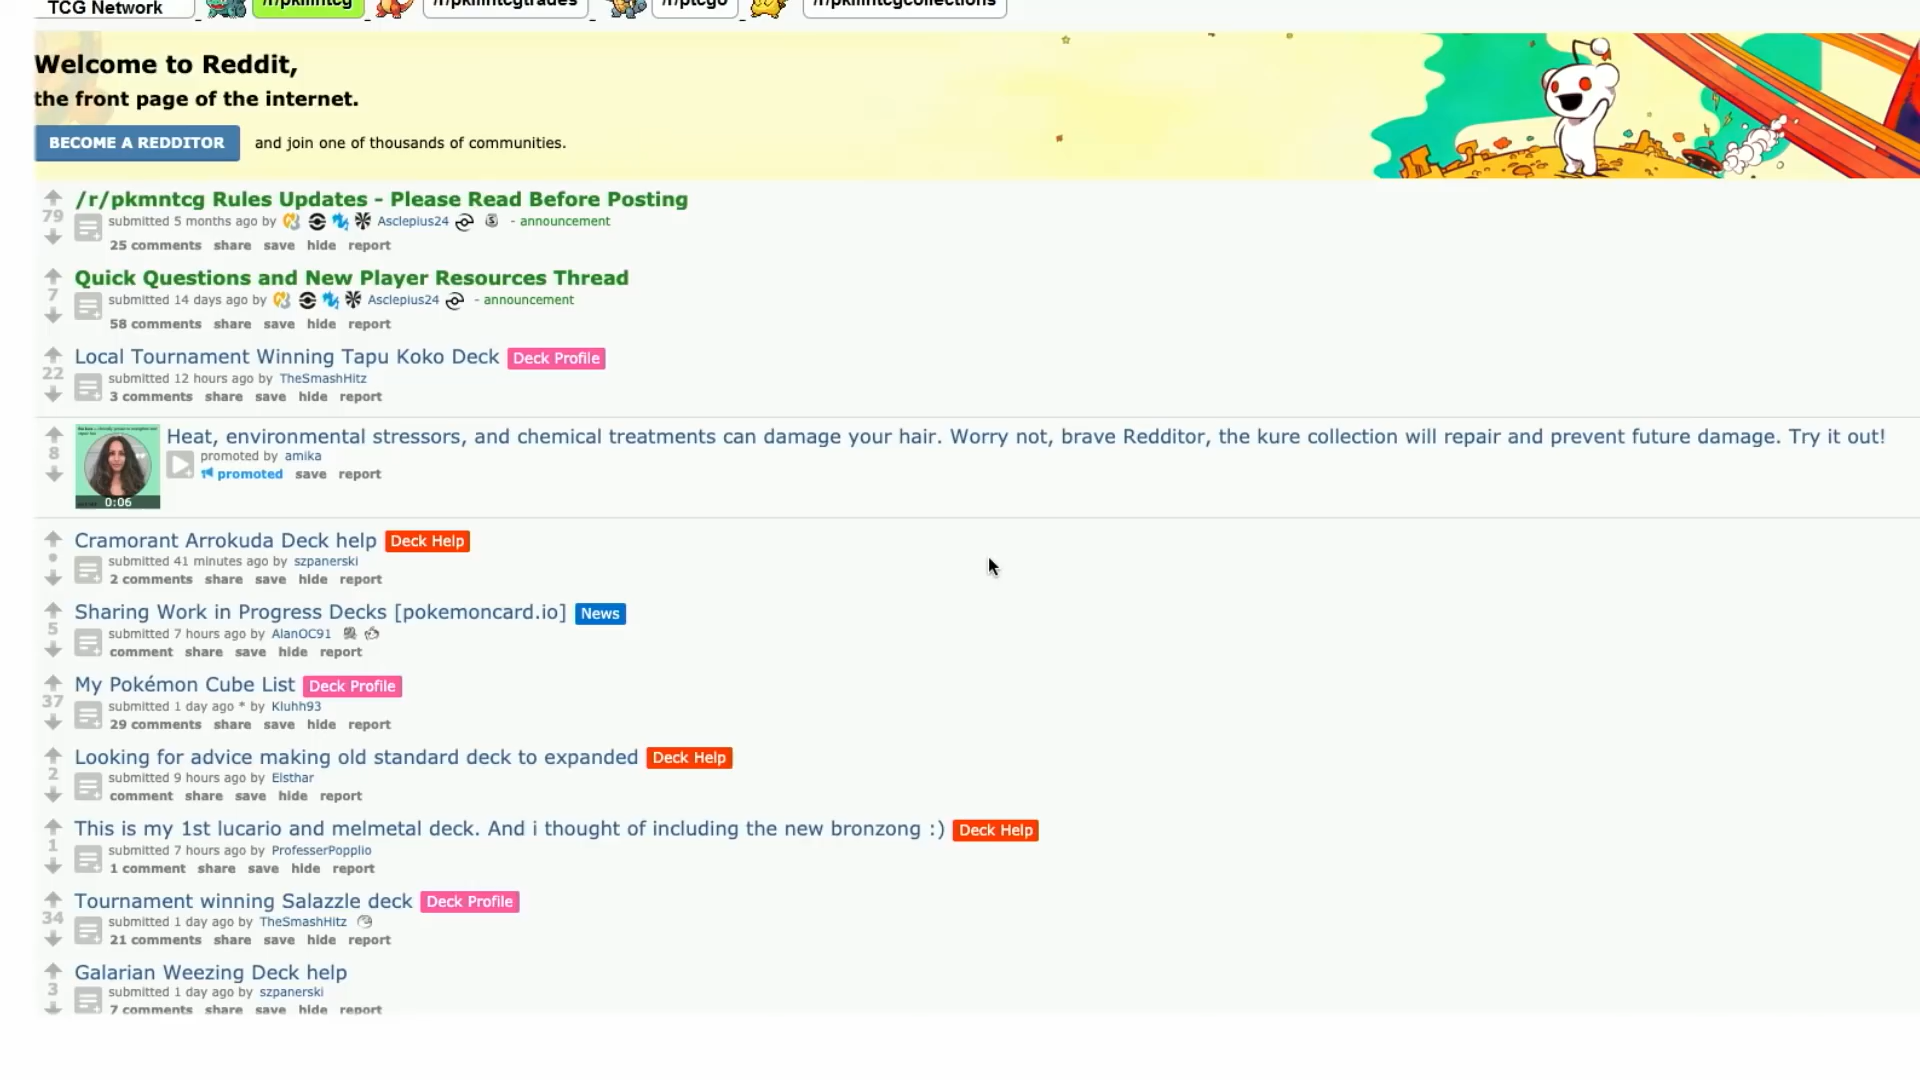 TCG Network /r/pkmntcg /r/pkmntcgtrades /r/ptcgo /r/pkmntcgcollections
Welcome to Reddit,
the front page of the internet.
BECOME A REDDITOR and join one of thousands of communities.
/r/pkmntcg Rules Updates - Please Read Before Posting
79
submitted 5 months ago by Asclepius24 - announcement
25 comments share save hide report
Quick Questions and New Player Resources Thread
7
submitted 14 days ago by Asclepius24 - announcement
58 comments share save hide report
Local Tournament Winning Tapu Koko Deck Deck Profile
22
submitted 12 hours ago by TheSmashHitz
3 comments share save hide report
Heat, environmental stressors, and chemical treatments can damage your hair. Worry not, brave Redditor, the kure collection will repair and prevent future damage. Try it out!
8
promoted by amika
promoted save report
0:06
Cramorant Arrokuda Deck help Deck Help
•
submitted 41 minutes ago by szpanerski
2 comments share save hide report
Sharing Work in Progress Decks [pokemoncard.io] News
5
submitted 7 hours ago by AlanOC91
comment share save hide report
My Pokémon Cube List Deck Profile
37
submitted 1 day ago * by Kluhh93
29 comments share save hide report
Looking for advice making old standard deck to expanded Deck Help
2
submitted 9 hours ago by Elsthar
comment share save hide report
This is my 1st lucario and melmetal deck. And i thought of including the new bronzong :) Deck Help
1
submitted 7 hours ago by ProfesserPopplio
1 comment share save hide report
Tournament winning Salazzle deck Deck Profile
34
submitted 1 day ago by TheSmashHitz
21 comments share save hide report
Galarian Weezing Deck help
3
submitted 1 day ago by szpanerski
7 comments share save hide report